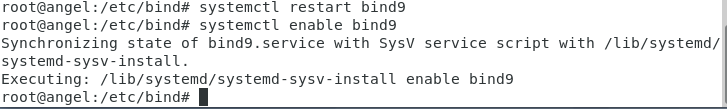 root@angel:/etc/bind# systemctl restart bind9
root@angel:/etc/bind# systemctl enable bind9
Synchronizing state of bind9.service with SysV service script with /lib/systemd/
systemd-sysv-install.
Executing: /lib/systemd/systemd-sysv-install enable bind9
root@angel:/etc/bind#